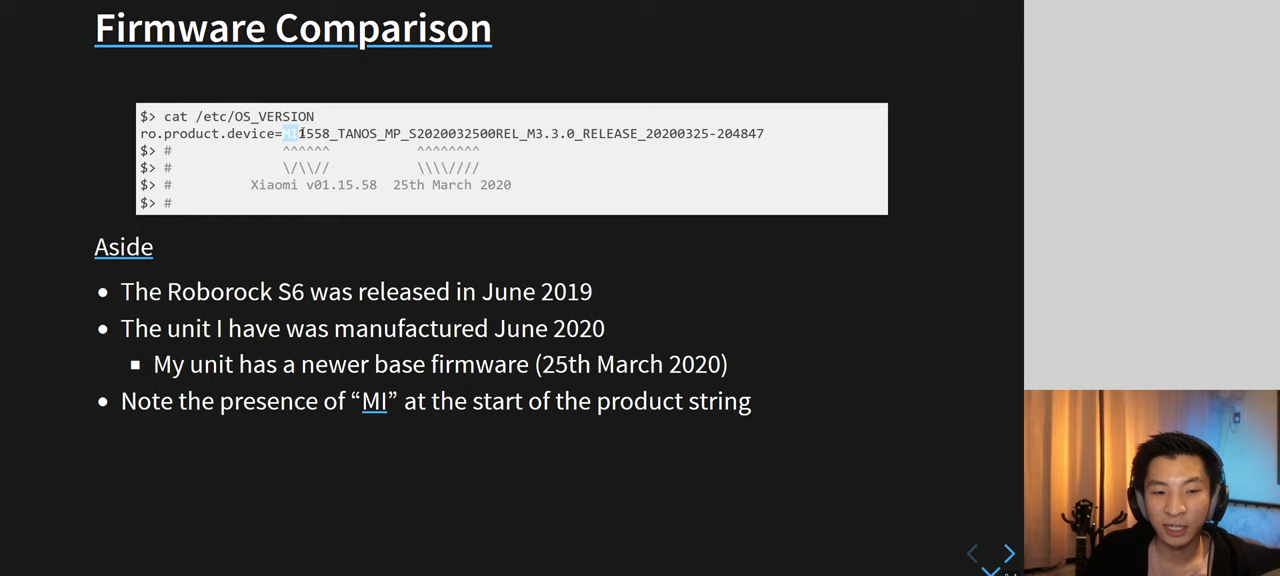 Firmware Comparison
$> cat /etc/OS_VERSION
ro.product.device=MI1558_TANOS_MP_S2020032500REL_M3.3.0_RELEASE_20200325-204847
$> # ^^^^^^ ^^^^^^^^
$> # \/\\// \\\\////
$> # Xiaomi v01.15.58 25th March 2020
$> #
Aside
• The Roborock S6 was released in June 2019
• The unit I have was manufactured June 2020
▪ My unit has a newer base firmware (25th March 2020)
• Note the presence of “MI” at the start of the product string